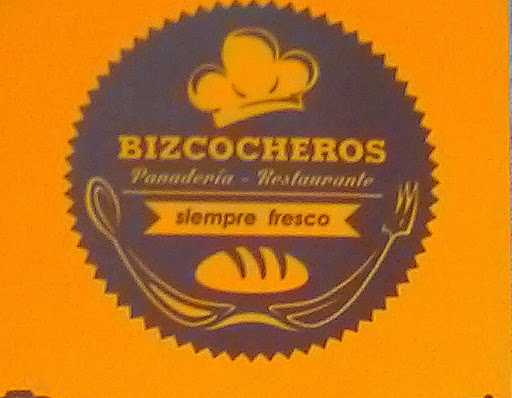 BIZCOCHEROS
Panadería - Restaurante
siempre fresco